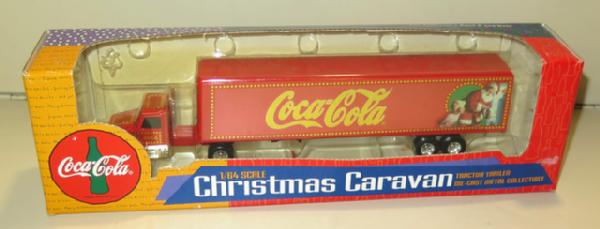 Coca-Cola
Coca-Cola
1/64 SCALE
Christmas Caravan
TRACTOR TRAILER
DIE-CAST METAL COLLECTIBLE